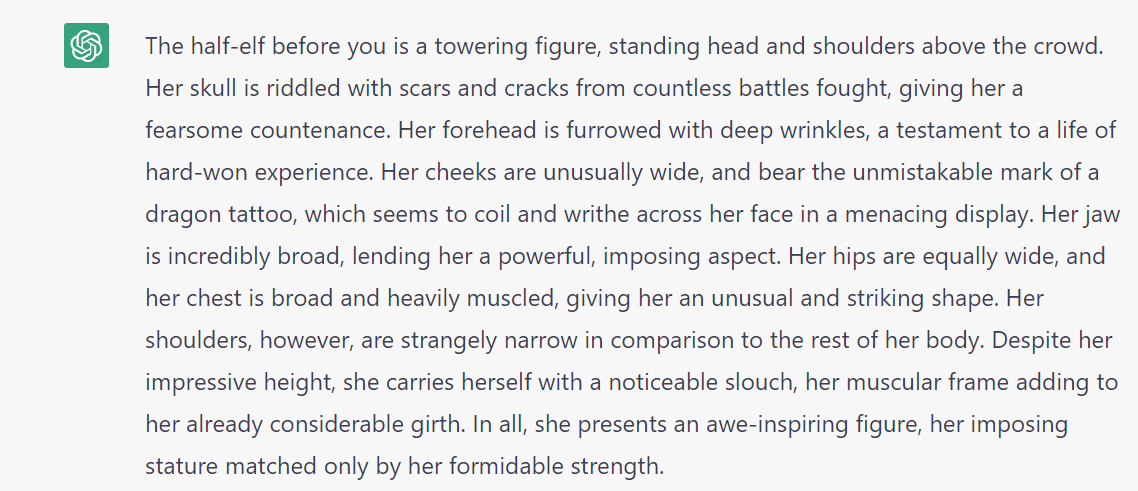 The half-elf before you is a towering figure, standing head and shoulders above the crowd.
Her skull is riddled with scars and cracks from countless battles fought, giving her a
fearsome countenance. Her forehead is furrowed with deep wrinkles, a testament to a life of
hard-won experience. Her cheeks are unusually wide, and bear the unmistakable mark of a
dragon tattoo, which seems to coil and writhe across her face in a menacing display. Her jaw
is incredibly broad, lending her a powerful, imposing aspect. Her hips are equally wide, and
her chest is broad and heavily muscled, giving her an unusual and striking shape. Her
shoulders, however, are strangely narrow in comparison to the rest of her body. Despite her
impressive height, she carries herself with a noticeable slouch, her muscular frame adding to
her already considerable girth. In all, she presents an awe-inspiring figure, her imposing
stature matched only by her formidable strength.